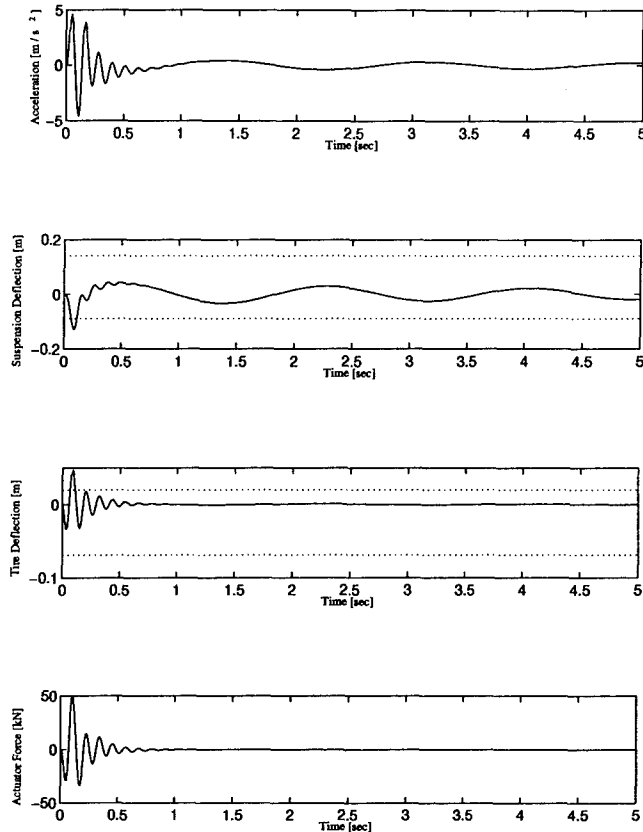 Acceleration [m / s ²]
5
0
-5
0 0.5 1 1.5 2 2.5 3 3.5 4 4.5 5
Time [sec]
Suspension Deflection [m]
0.2
0
-0.2
0 0.5 1 1.5 2 2.5 3 3.5 4 4.5 5
Time [sec]
Tire Deflection [m]
0
-0.1
0 0.5 1 1.5 2 2.5 3 3.5 4 4.5 5
Time [sec]
Actuator Force [kN]
50
0
-50
0 0.5 1 1.5 2 2.5 3 3.5 4 4.5 5
Time [sec]